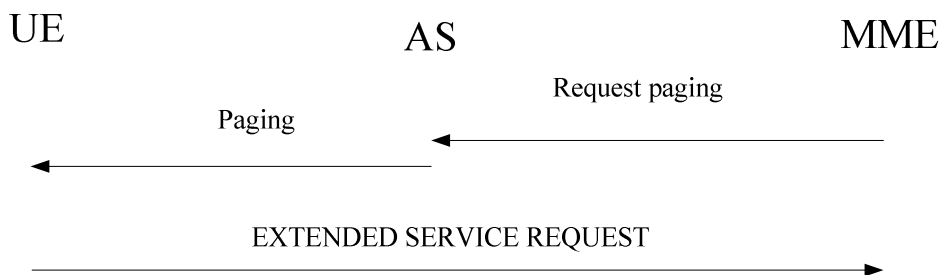 UE
AS
MME
Request paging
Paging
EXTENDED SERVICE REQUEST